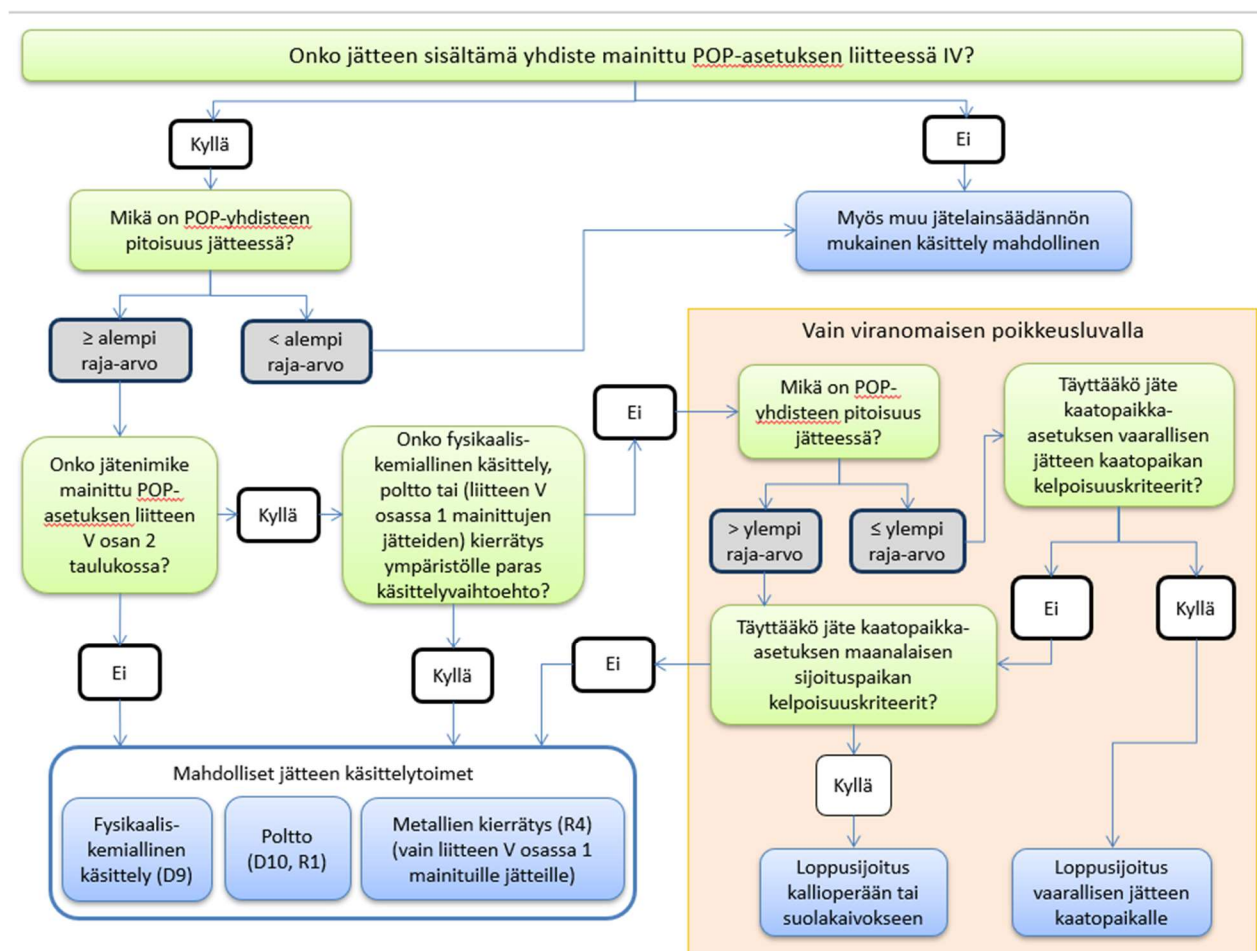 Onko jätteen sisältämä yhdiste mainittu POP-asetuksen liitteessä IV?
Kyllä
Ei
Mikä on POP-yhdisteen
pitoisuus jätteessä?
Myös muu jätelainsäädännön
mukainen käsittely mahdollinen
≥ alempi
raja-arvo
< alempi
raja-arvo
Vain viranomaisen poikkeusluvalla
Onko jätenimike
mainittu POP-
asetuksen liitteen
V osan 2
taulukossa?
Kyllä
Onko fysikaalis-
kemiallinen käsittely,
poltto tai (liitteen V
osassa 1 mainittujen
jätteiden) kierrätys
ympäristölle paras
käsittelyvaihtoehto?
Ei
Mikä on POP-
yhdisteen pitoisuus
jätteessä?
Täyttääkö jäte
kaatopaikka-
asetuksen vaarallisen
jätteen kaatopaikan
kelpoisuuskriteerit?
> ylempi
raja-arvo
≤ ylempi
raja-arvo
Ei
Kyllä
Täyttääkö jäte kaatopaikka-
asetuksen maanalaisen
sijoituspaikan
kelpoisuuskriteerit?
Ei
Kyllä
Ei
Mahdolliset jätteen käsittelytoimet
Fysikaalis-
kemiallinen
käsittely (D9)
Poltto
(D10, R1)
Metallien kierrätys (R4)
(vain liitteen V osassa 1
mainituille jätteille)
Kyllä
Loppusijoitus
kallioperään tai
suolakaivokseen
Loppusijoitus
vaarallisen jätteen
kaatopaikalle